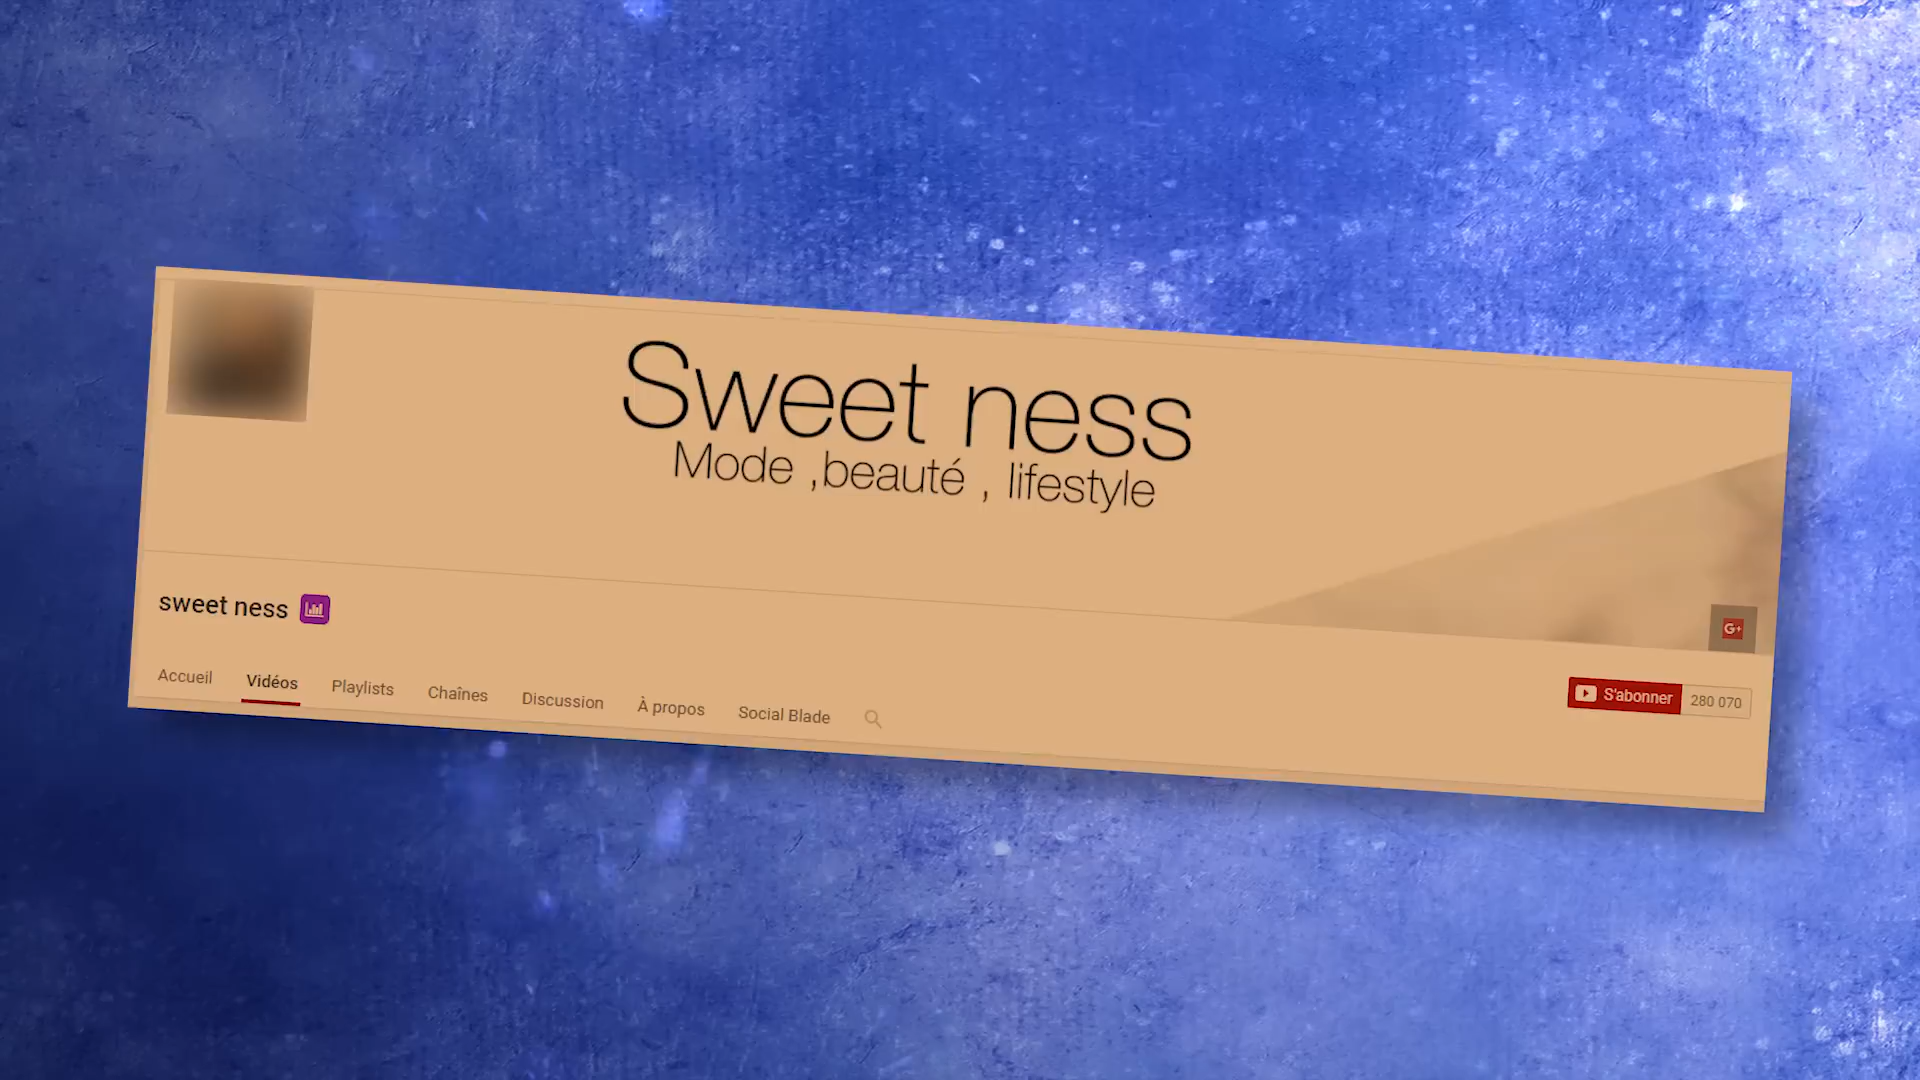 Sweet ness
Mode ,beauté , lifestyle
sweet ness
Accueil Vidéos Playlists Chaînes Discussion À propos Social Blade
G+
S'abonner 280 070